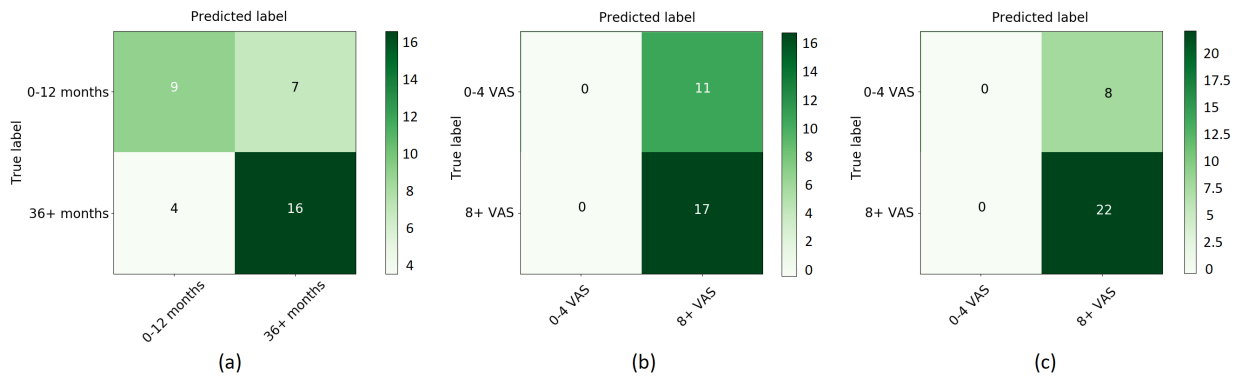 Predicted label
True label
0-12 months
36+ months
9
7
4
16
0-12 months
36+ months
16
14
12
10
8
6
4
(a)
Predicted label
True label
0-4 VAS
8+ VAS
0
11
0
17
0-4 VAS
8+ VAS
16
14
12
10
8
6
4
2
0
(b)
Predicted label
True label
0-4 VAS
8+ VAS
0
8
0
22
0-4 VAS
8+ VAS
20
17.5
15
12.5
10
7.5
5
2.5
0
(c)